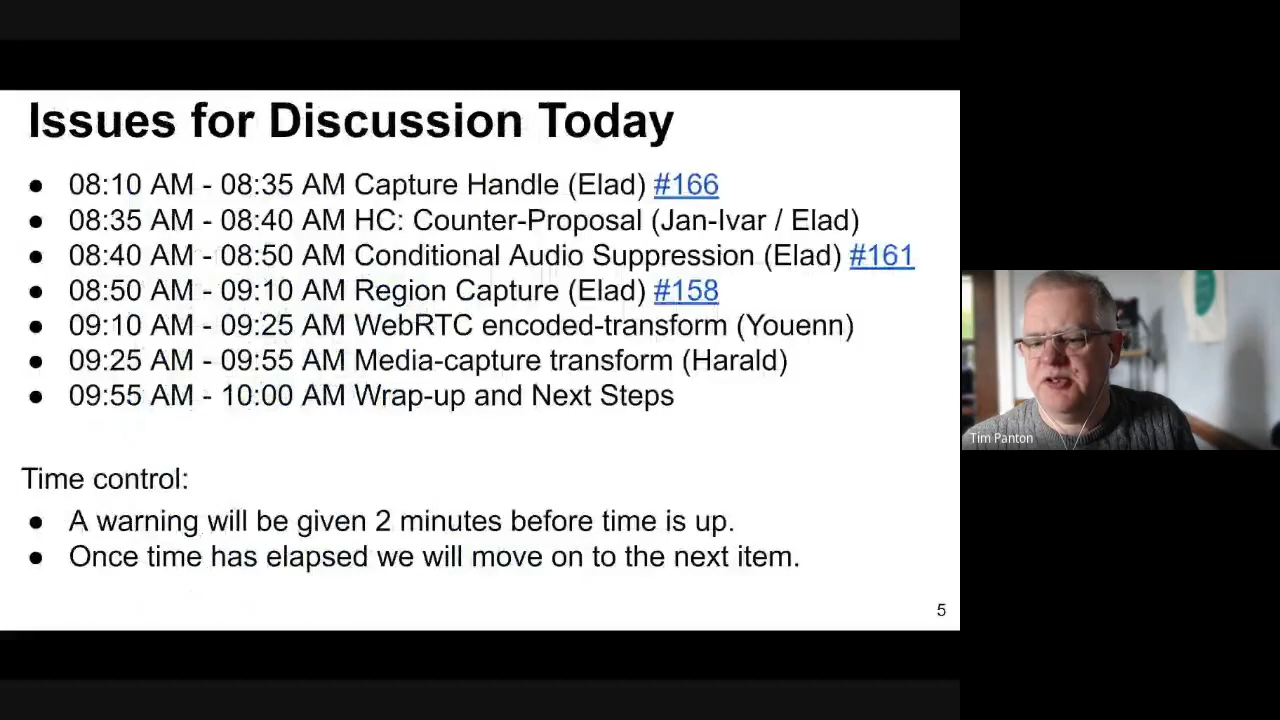 Issues for Discussion Today
● 08:10 AM - 08:35 AM Capture Handle (Elad) #166
● 08:35 AM - 08:40 AM HC: Counter-Proposal (Jan-Ivar / Elad)
● 08:40 AM - 08:50 AM Conditional Audio Suppression (Elad) #161
● 08:50 AM - 09:10 AM Region Capture (Elad) #158
● 09:10 AM - 09:25 AM WebRTC encoded-transform (Youenn)
● 09:25 AM - 09:55 AM Media-capture transform (Harald)
● 09:55 AM - 10:00 AM Wrap-up and Next Steps
Time control:
● A warning will be given 2 minutes before time is up.
● Once time has elapsed we will move on to the next item.
5
Tim Panton